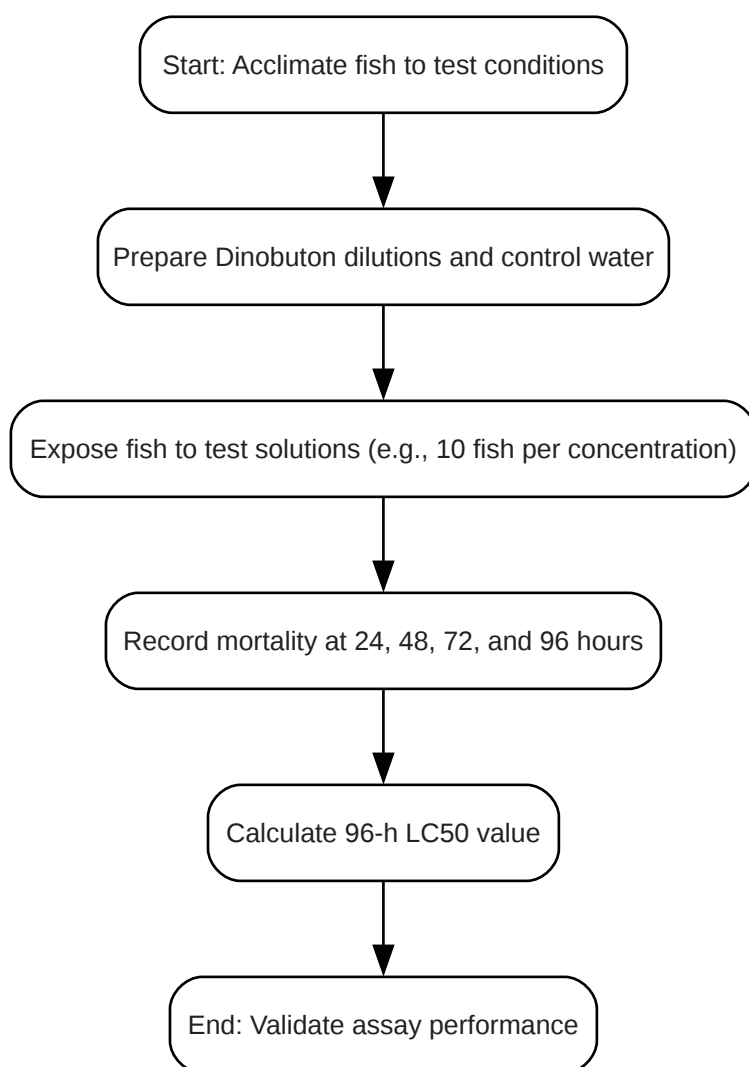 Start: Acclimate fish to test conditions
Prepare Dinobuton dilutions and control water
Expose fish to test solutions (e.g., 10 fish per concentration)
Record mortality at 24, 48, 72, and 96 hours
Calculate 96-h LC50 value
End: Validate assay performance